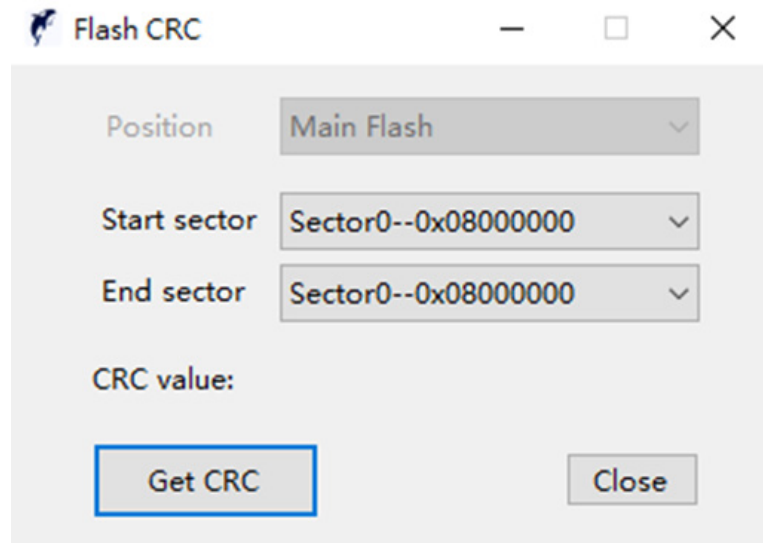 Flash CRC
Position Main Flash
Start sector Sector0--0x08000000
End sector Sector0--0x08000000
CRC value:
Get CRC Close